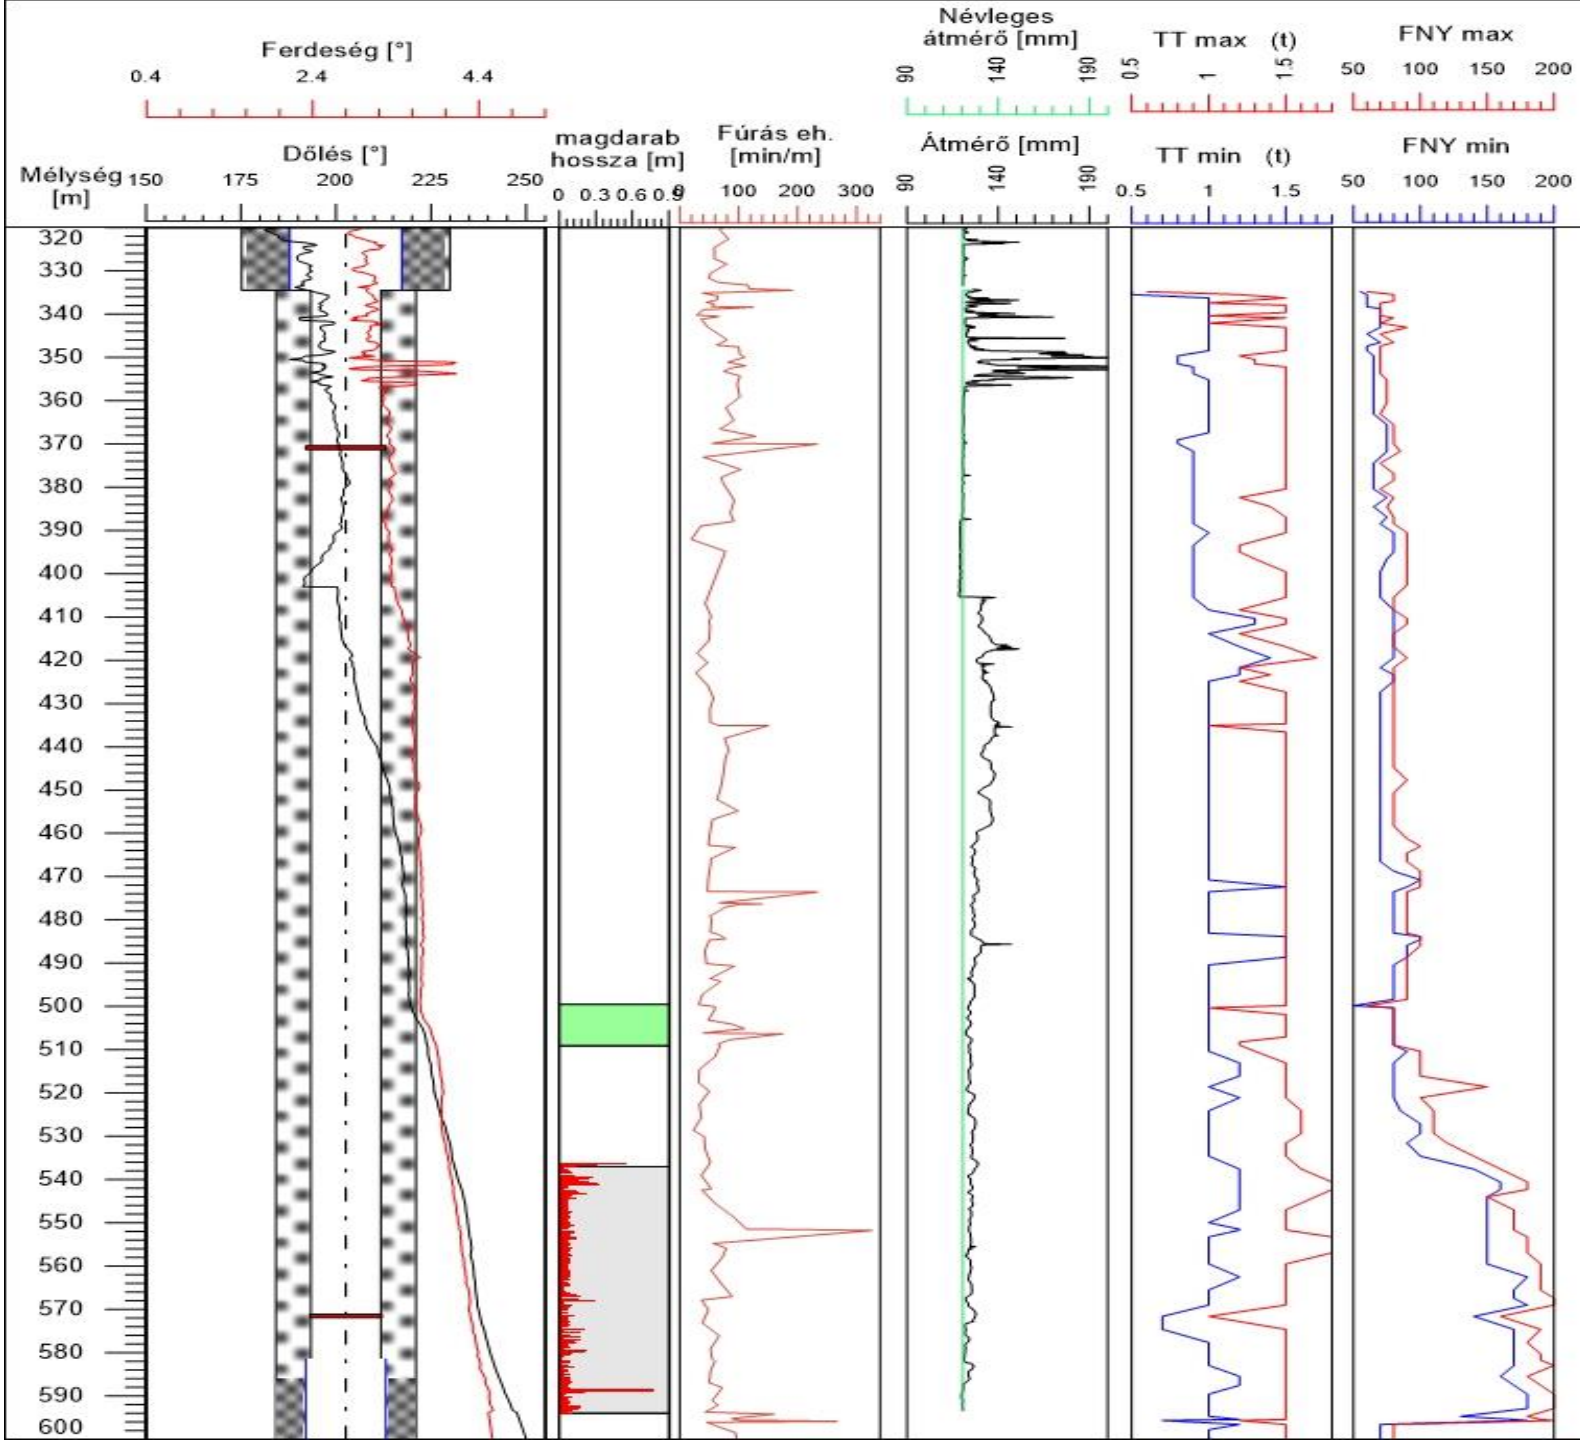 Ferdeség [°]
0.4 2.4 4.4
Dőlés [°]
Mélység
[m]
150 175 200 225 250
magdarab
hossza [m]
0 0.3 0.6 0.9
Fúrás eh.
[min/m]
0 100 200 300
Névleges
átmérő [mm]
90 140 190
Átmérő [mm]
90 140 190
TT max (t)
0.5 1 1.5
TT min (t)
0.5 1 1.5
FNY max
50 100 150 200
FNY min
50 100 150 200
320
330
340
350
360
370
380
390
400
410
420
430
440
450
460
470
480
490
500
510
520
530
540
550
560
570
580
590
600